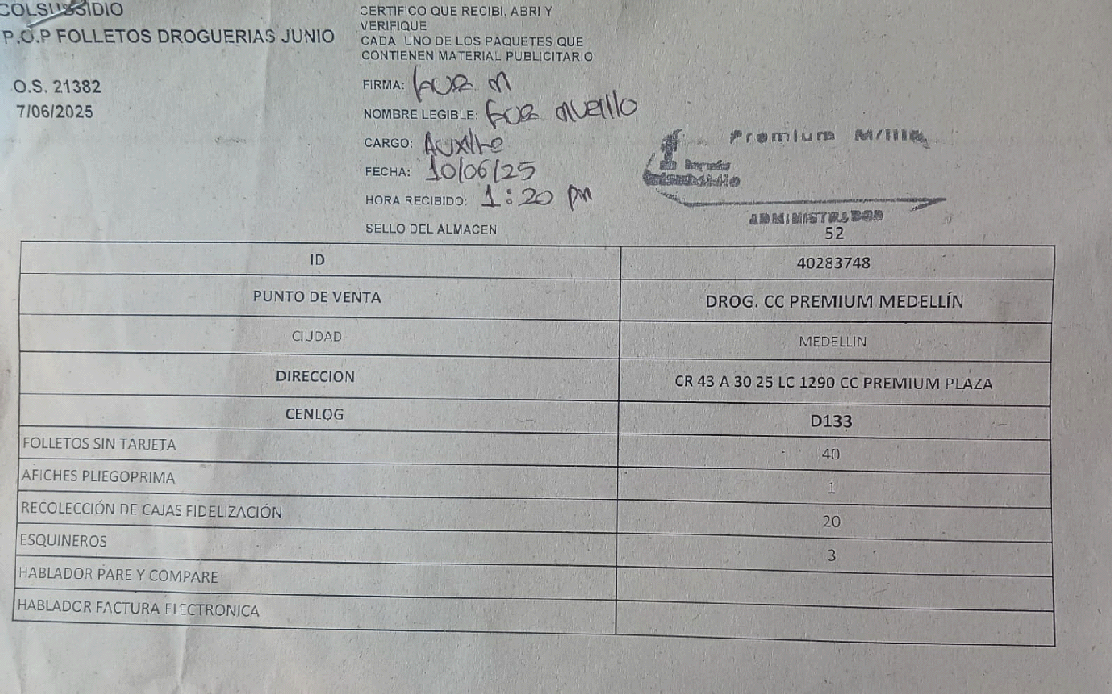 COLSUBSIDIO
P.O.P FOLLETOS DROGUERIAS JUNIO
O.S. 21382
7/06/2025
CERTIFICO QUE RECIBI, ABRI Y
VERIFIQUE
CADA UNO DE LOS PAQUETES QUE
CONTIENEN MATERIAL PUBLICITARIO
FIRMA:
NOMBRE LEGIBLE:
CARGO:
FECHA: 10/06/25
HORA RECIBIDO: 1:20 pm
SELLO DEL ALMACEN
Premium
ADMINISTRADOR
52
ID 40283748
PUNTO DE VENTA DROG. CC PREMIUM MEDELLÍN
CIUDAD MEDELLIN
DIRECCION CR 43 A 30 25 LC 1290 CC PREMIUM PLAZA
CENLOG D133
FOLLETOS SIN TARJETA 40
AFICHES PLIEGOPRIMA 1
RECOLECCIÓN DE CAJAS FIDELIZACIÓN 20
ESQUINEROS 3
HABLADOR PARE Y COMPARE
HABLADOR FACTURA ELECTRONICA